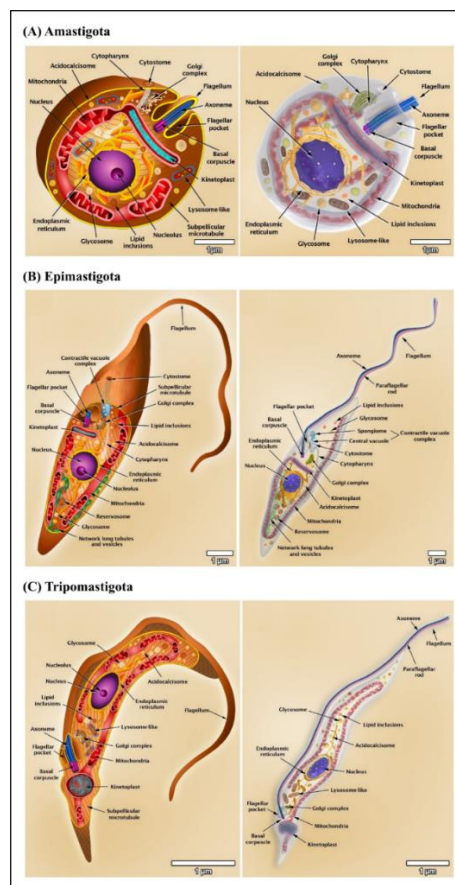 (A) Amastigota
Cytopharynx
Cytostome
Acidocalcisome
Golgi
complex
Mitochondria
Flagellum
Nucleus
Axoneme
Flagellar
pocket
Basal
corpuscle
Kinetoplast
Endoplasmic
reticulum
Lysosome-like
Glycosome
Lipid
inclusions
Nucleolus
Subpellicular
microtubule
1μm
Golgi
complex
Cytopharynx
Acidocalcisome
Cytostome
Flagellum
Nucleus
Axoneme
Flagellar
pocket
Basal
corpuscle
Kinetoplast
Mitochondria
Endoplasmic
reticulum
Lipid inclusions
Glycosome
Lysosome-like
1μm
(B) Epimastigota
Flagellum
Contractile vacuole
complex
Axoneme
Cytostome
Flagellar pocket
Subpellicular
microtubule
Basal
corpuscle
Golgi complex
Kinetoplast
Lipid inclusions
Acidocalcisome
Nucleus
Cytopharynx
Endoplasmic
reticulum
Nucleolus
Mitochondria
Reservosome
Glycosome
Network long tubules
and vesicles
1 μm
Flagellum
Axoneme
Paraflagellar
rod
Lipid inclusions
Flagellar pocket
Glycosome
Basal
corpuscle
Spongiome
Central vacuole
Contractile vacuole
complex
Endoplasmic
reticulum
Cytostome
Cytopharynx
Nucleus
Golgi complex
Kinetoplast
Acidocalcisome
Mitochondria
Reservosome
Network long tubules
and vesicles
1 μm
(C) Tripomastigota
Glycosome
Nucleolus
Acidocalcisome
Nucleus
Endoplasmic
reticulum
Lipid
inclusions
Flagellum
Axoneme
Lysosome-like
Flagellar
pocket
Golgi complex
Mitochondria
Basal
corpuscle
Kinetoplast
Subpellicular
microtubule
1 μm
Axoneme
Flagellum
Paraflagellar
rod
Glycosome
Lipid inclusions
Acidocalcisome
Endoplasmic
reticulum
Nucleus
Lysosome-like
Flagellar
pocket
Golgi complex
Basal
corpuscle
Mitochondria
Kinetoplast
1 μm